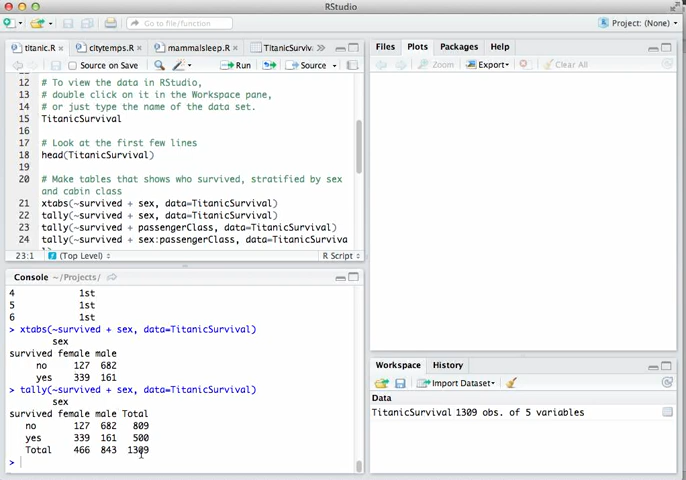 RStudio
Go to file/function
Project: (None)
titanic.R
citytemps.R
mammalsleep.R
TitanicSurviv
Source on Save
Run
Source
12 # To view the data in RStudio,
13 # double click on it in the Workspace pane,
14 # or just type the name of the data set.
15 TitanicSurvival
16
17 # Look at the first few lines
18 head(TitanicSurvival)
19
20 # Make tables that shows who survived, stratified by sex
and cabin class
21 xtabs(~survived + sex, data=TitanicSurvival)
22 tally(~survived + sex, data=TitanicSurvival)
23 tally(~survived + passengerClass, data=TitanicSurvival)
24 tally(~survived + sex:passengerClass, data=TitanicSurviva
l)
23:1 (Top Level) R Script
Console ~/Projects/
4 1st
5 1st
6 1st
> xtabs(~survived + sex, data=TitanicSurvival)
sex
survived female male
no 127 682
yes 339 161
> tally(~survived + sex, data=TitanicSurvival)
sex
survived female male Total
no 127 682 809
yes 339 161 500
Total 466 843 1309
>
Files Plots Packages Help
Zoom Export Clear All
Workspace History
Import Dataset
Data
TitanicSurvival 1309 obs. of 5 variables